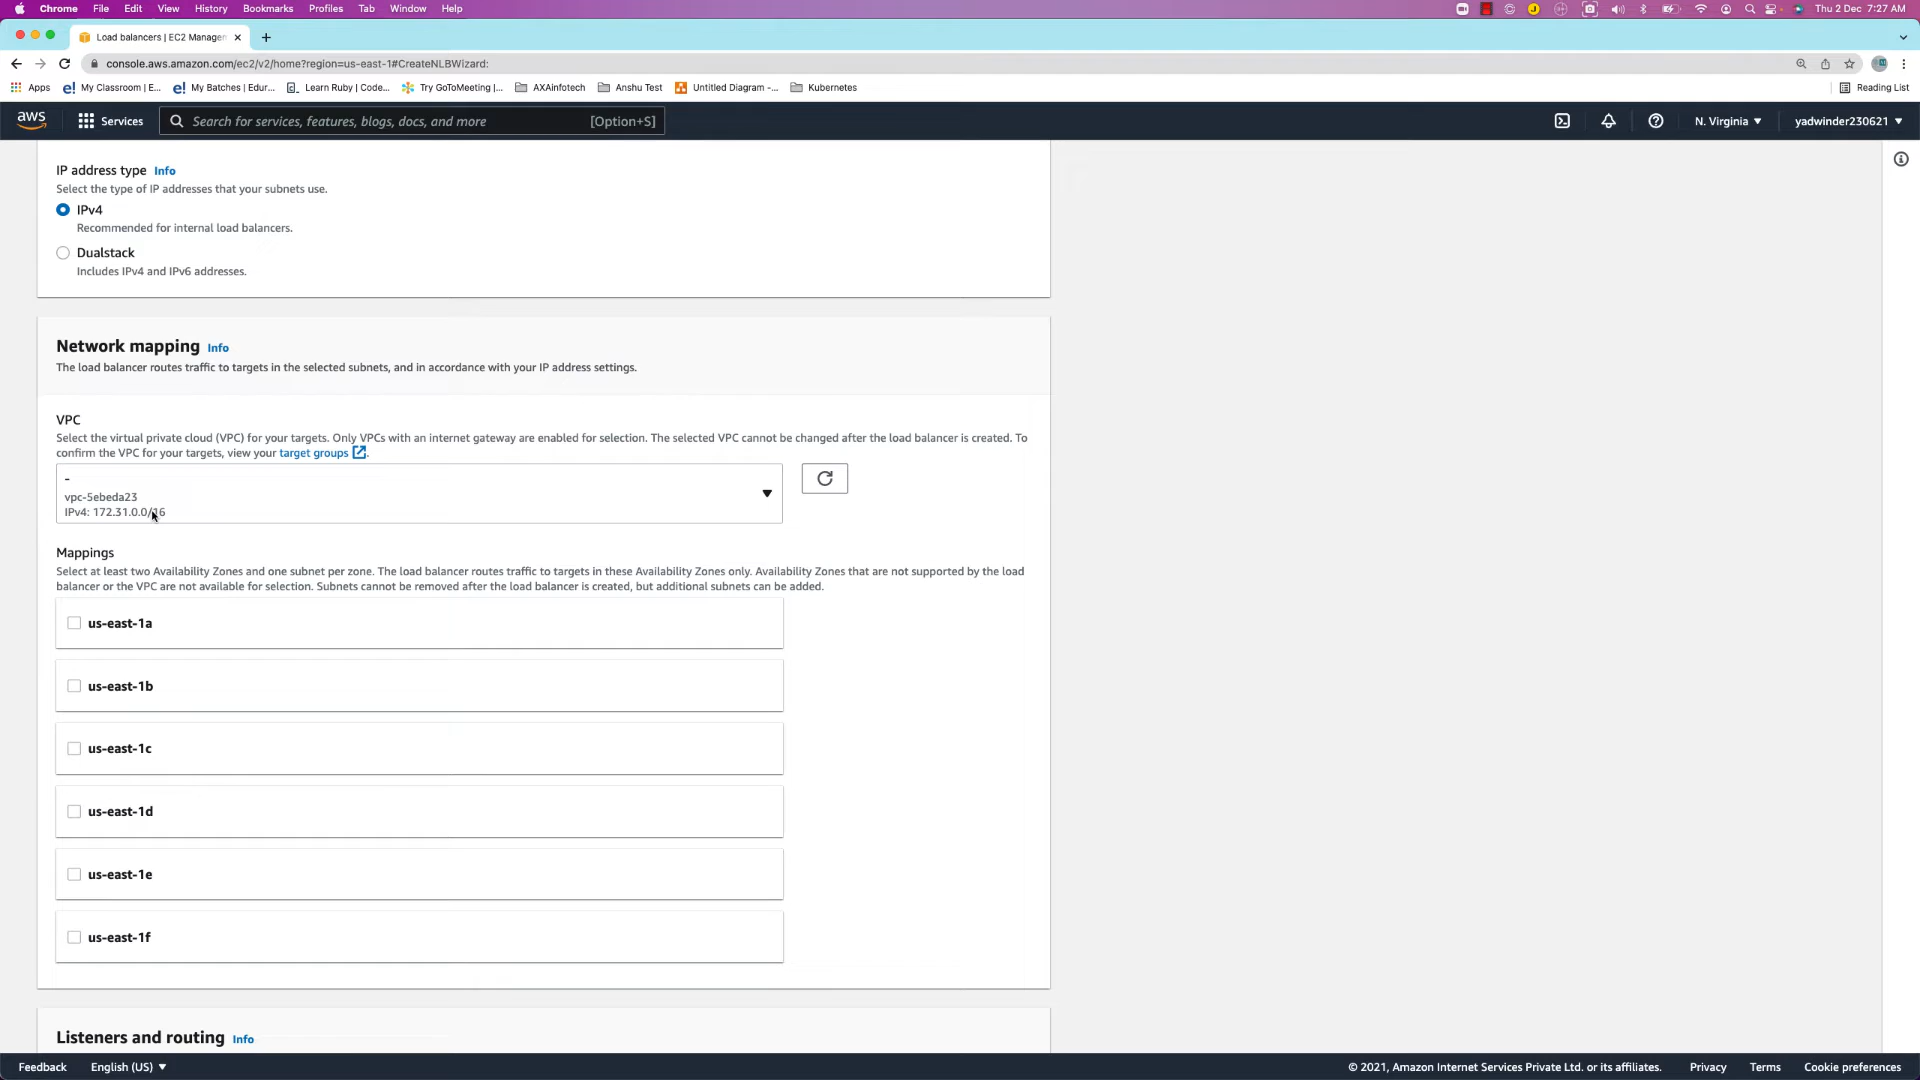 Chrome File Edit View History Bookmarks Profiles Tab Window Help Thu 2 Dec 7:27 AM
Load balancers | EC2 Manage
console.aws.amazon.com/ec2/v2/home?region=us-east-1#CreateNLBWizard:
Apps My Classroom | E... My Batches | Edur... Learn Ruby | Code... Try GoToMeeting |... AXAinfotech Anshu Test Untitled Diagram -... Kubernetes Reading List
aws Services Search for services, features, blogs, docs, and more [Option+S] N. Virginia ▼ yadwinder230621 ▼
IP address type Info
Select the type of IP addresses that your subnets use.
IPv4
Recommended for internal load balancers.
Dualstack
Includes IPv4 and IPv6 addresses.
Network mapping Info
The load balancer routes traffic to targets in the selected subnets, and in accordance with your IP address settings.
VPC
Select the virtual private cloud (VPC) for your targets. Only VPCs with an internet gateway are enabled for selection. The selected VPC cannot be changed after the load balancer is created. To
confirm the VPC for your targets, view your target groups.
-
vpc-5ebeda23
IPv4: 172.31.0.0/16
Mappings
Select at least two Availability Zones and one subnet per zone. The load balancer routes traffic to targets in these Availability Zones only. Availability Zones that are not supported by the load
balancer or the VPC are not available for selection. Subnets cannot be removed after the load balancer is created, but additional subnets can be added.
us-east-1a
us-east-1b
us-east-1c
us-east-1d
us-east-1e
us-east-1f
Listeners and routing Info
Feedback English (US) ▼ © 2021, Amazon Internet Services Private Ltd. or its affiliates. Privacy Terms Cookie preferences